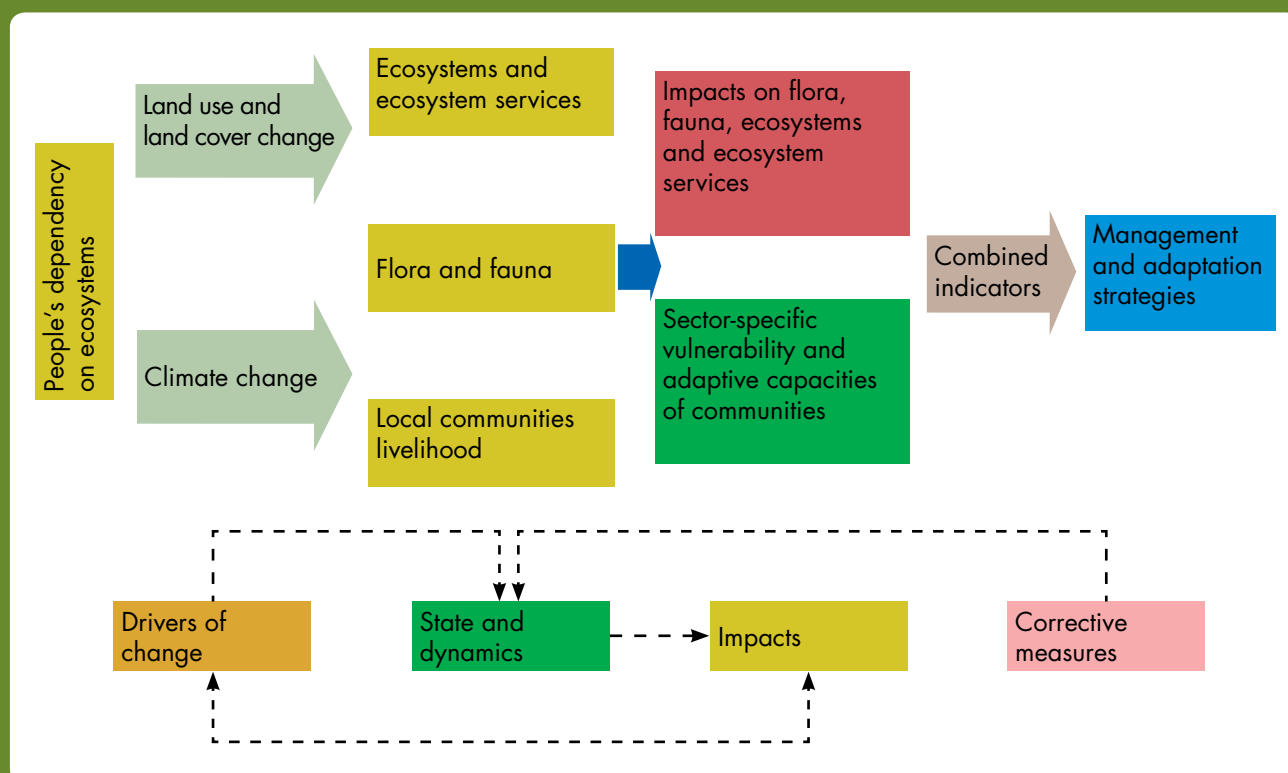 People's dependency
on ecosystems
Land use and
land cover change
Climate change
Ecosystems and
ecosystem services
Flora and fauna
Local communities
livelihood
Impacts on flora,
fauna, ecosystems
and ecosystem
services
Sector-specific
vulnerability and
adaptive capacities
of communities
Combined
indicators
Management
and adaptation
strategies
Drivers of
change
State and
dynamics
Impacts
Corrective
measures